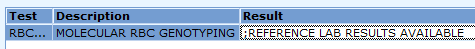 Test Description Result
RBC... MOLECULAR RBC GENOTYPING ;REFERENCE LAB RESULTS AVAILABLE